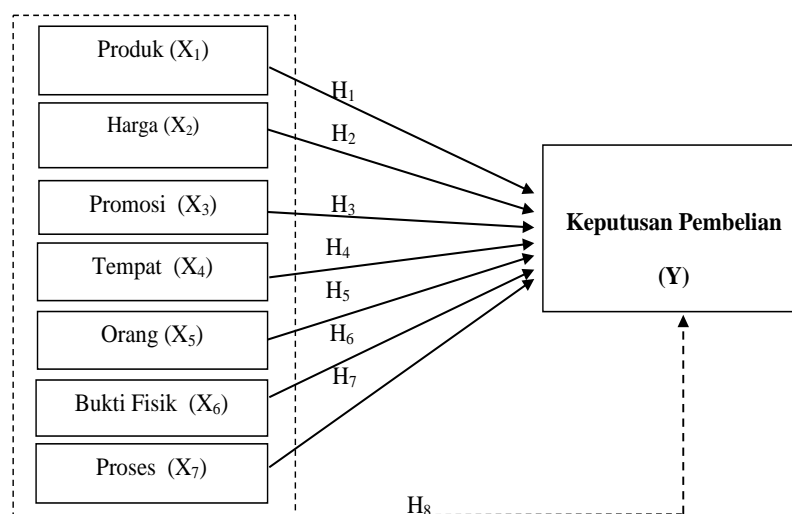 Produk (X₁)
H₁
Harga (X₂)
H₂
Promosi (X₃)
H₃
Keputusan Pembelian
(Y)
Tempat (X₄)
H₄
H₅
Orang (X₅)
H₆
H₇
Bukti Fisik (X₆)
Proses (X₇)
H₈